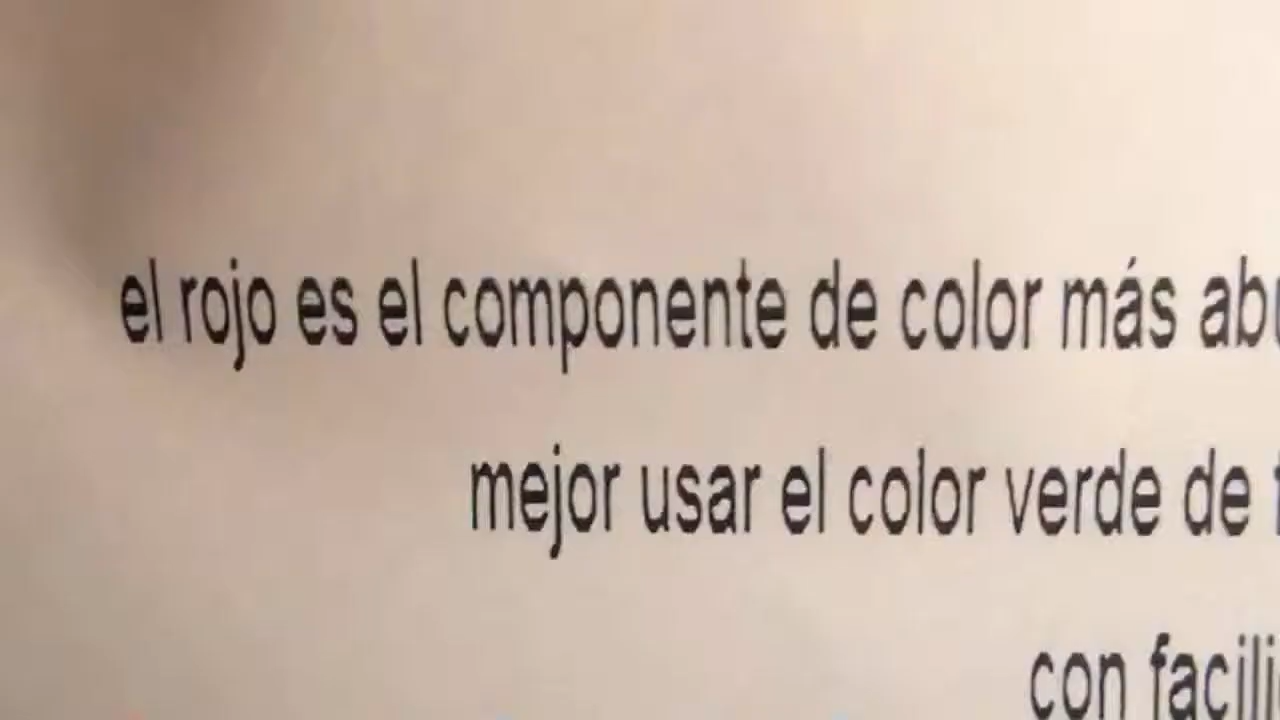 el rojo es el componente de color más
mejor usar el color verde de
con